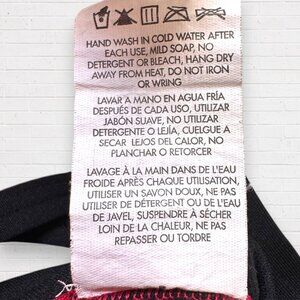 HAND WASH IN COLD WATER AFTER
EACH USE, MILD SOAP, NO
DETERGENT OR BLEACH, HANG DRY
AWAY FROM HEAT, DO NOT IRON
OR WRING
LAVAR A MANO EN AGUA FRÍA
DESPUÉS DE CADA USO, UTILIZAR
JABÓN SUAVE, NO UTILIZAR
DETERGENTE O LEJÍA, CUELGUE A
SECAR LEJOS DEL CALOR, NO
PLANCHAR O RETORCER
LAVAGE À LA MAIN DANS DE L'EAU
FROIDE APRÈS CHAQUE UTILISATION,
UTILISER UN SAVON DOUX, NE PAS
UTILISER DE DÉTERGENT OU DE L'EAU
DE JAVEL, SUSPENDRE À SÉCHER
LOIN DE LA CHALEUR, NE PAS
REPASSER OU TORDRE